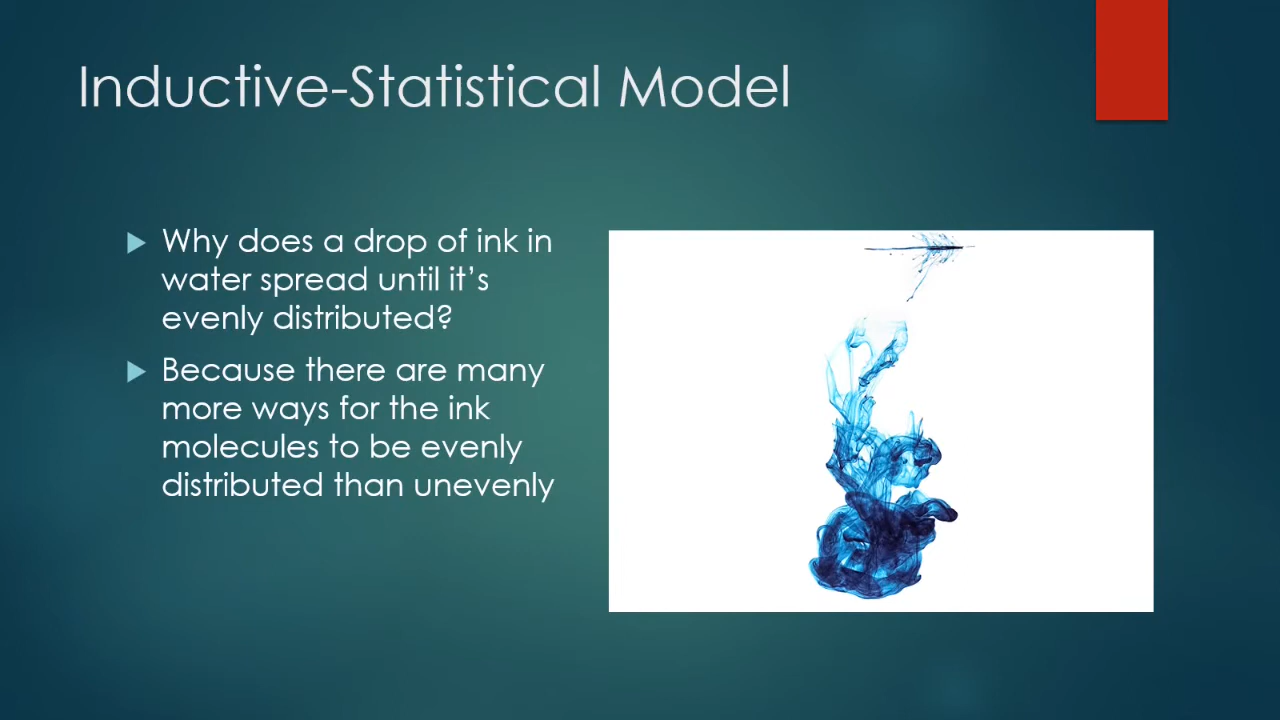 Inductive-Statistical Model
Why does a drop of ink in
water spread until it's
evenly distributed?
Because there are many
more ways for the ink
molecules to be evenly
distributed than unevenly